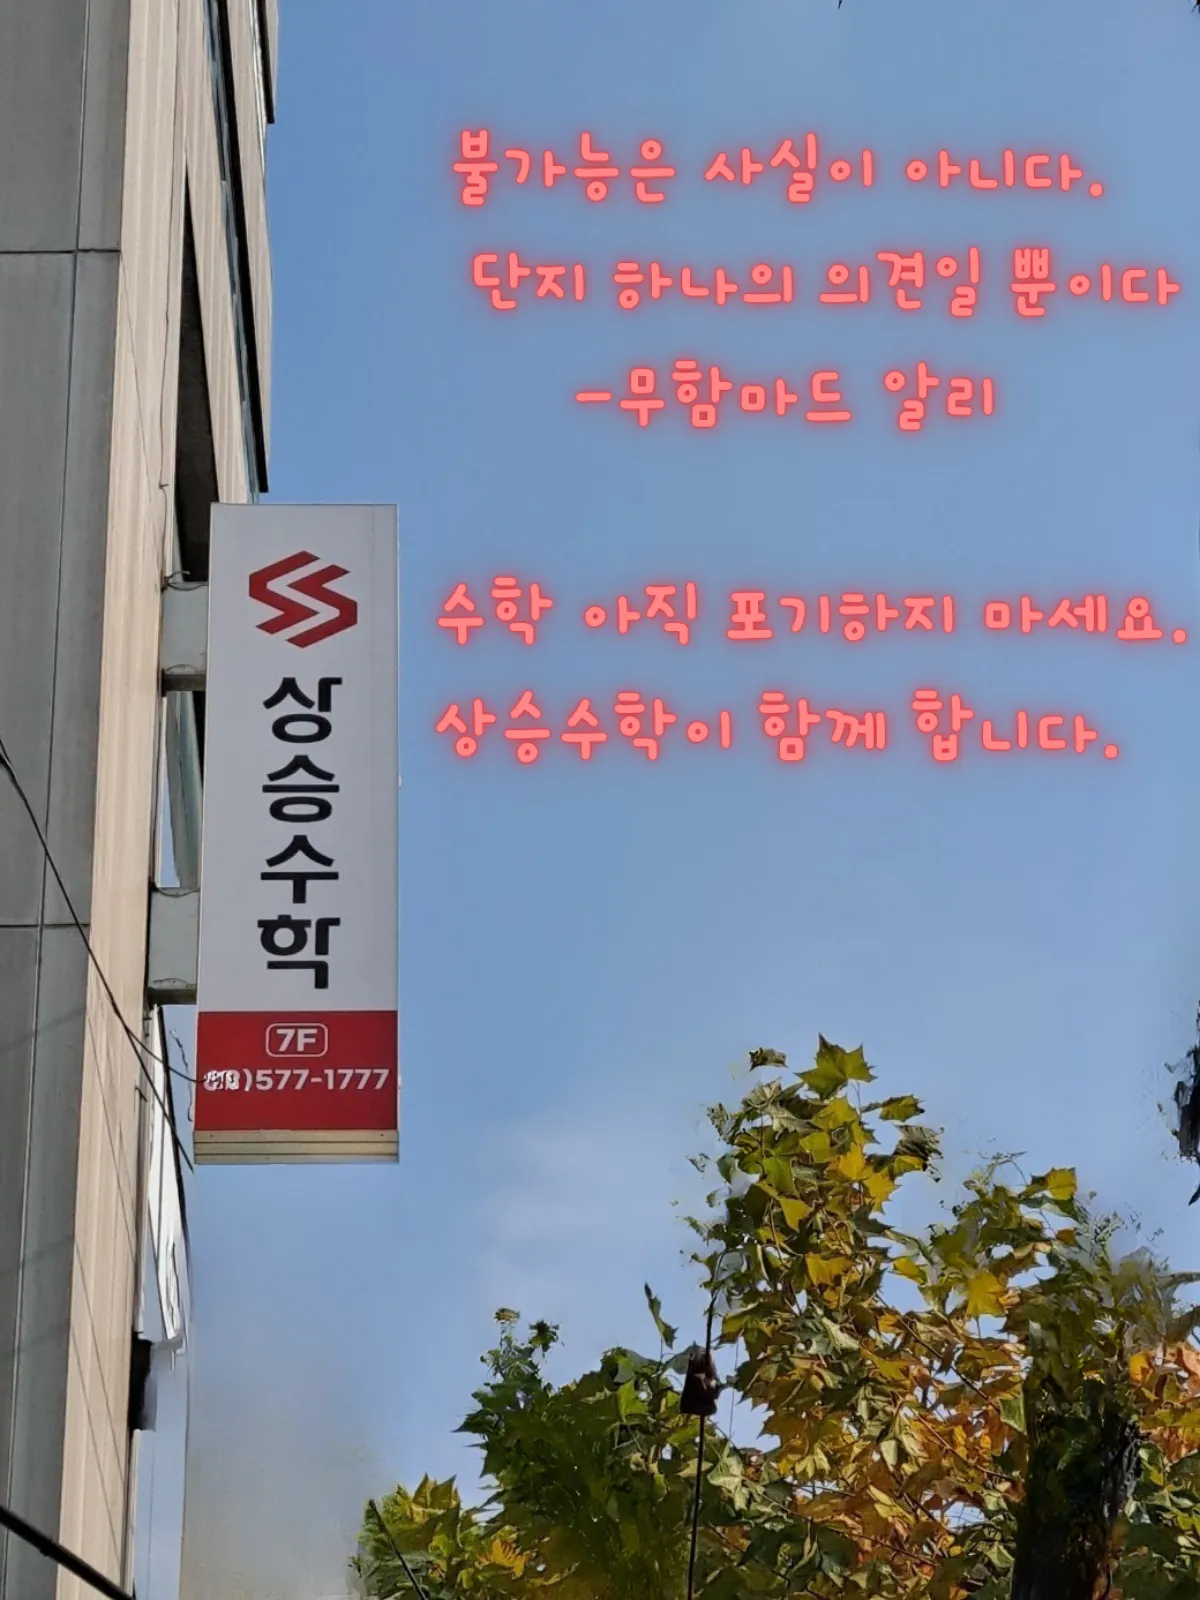 불가능은 사실이 아니다.
단지 하나의 의견일 뿐이다
-무함마드 알리
수학 아직 포기하지 마세요.
상승수학이 함께 합니다.
상승수학
7F
)577-1777